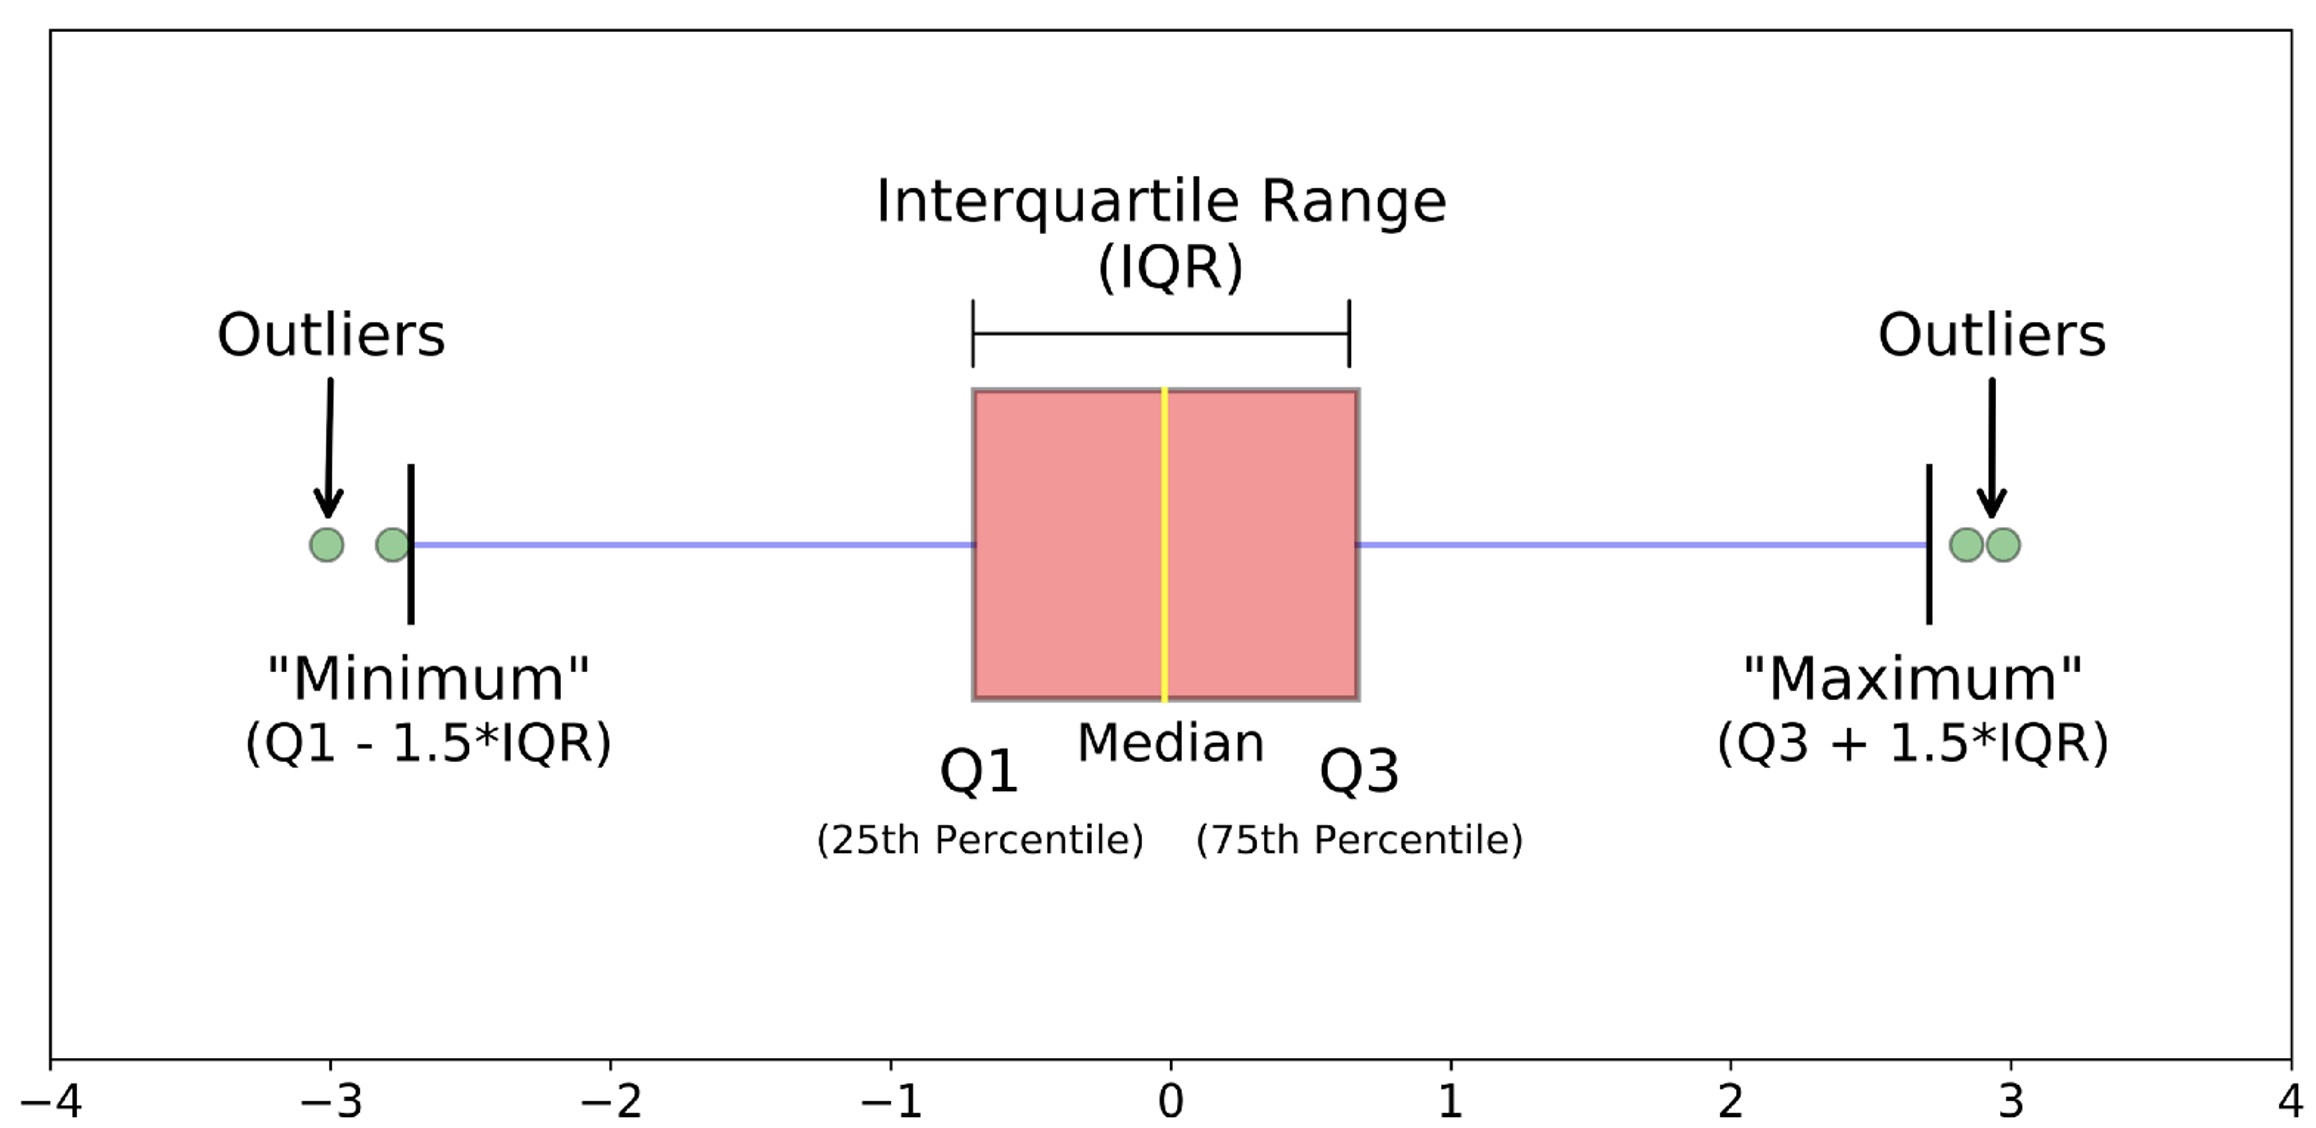 Interquartile Range
(IQR)
Outliers
Outliers
"Minimum"
(Q1 - 1.5*IQR)
Q1
(25th Percentile)
Median
Q3
(75th Percentile)
"Maximum"
(Q3 + 1.5*IQR)
−4 −3 −2 −1 0 1 2 3 4